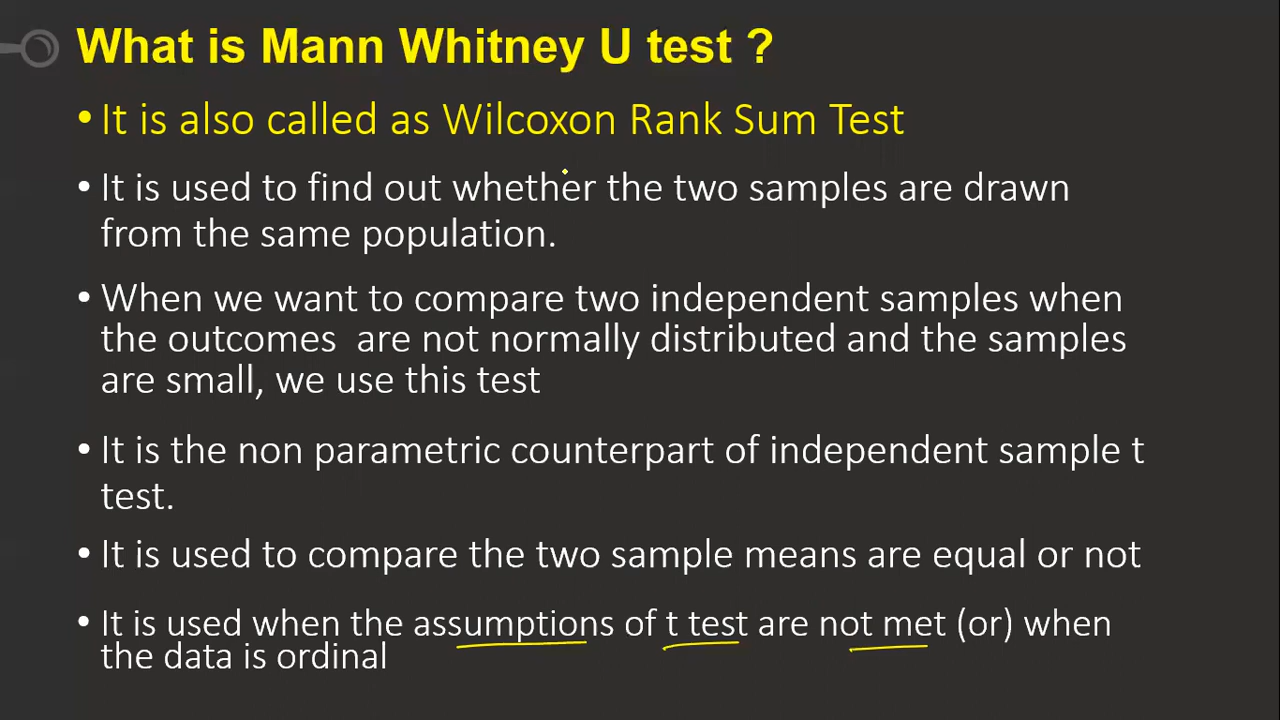 What is Mann Whitney U test ?
• It is also called as Wilcoxon Rank Sum Test
• It is used to find out whether the two samples are drawn
from the same population.
• When we want to compare two independent samples when
the outcomes are not normally distributed and the samples
are small, we use this test
• It is the non parametric counterpart of independent sample t
test.
• It is used to compare the two sample means are equal or not
• It is used when the assumptions of t test are not met (or) when
the data is ordinal